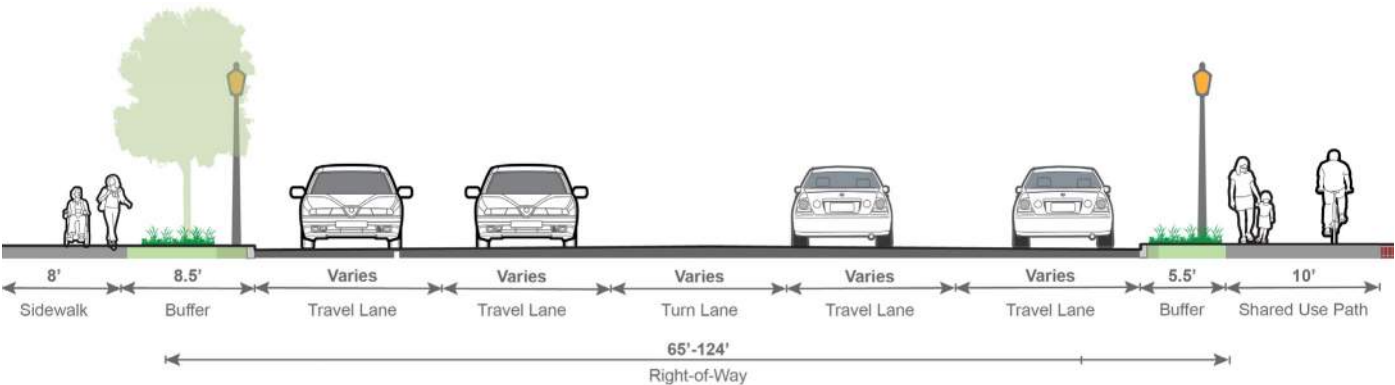 8' 8.5' Varies Varies Varies Varies Varies 5.5' 10'
Sidewalk Buffer Travel Lane Travel Lane Turn Lane Travel Lane Travel Lane Buffer Shared Use Path
65'-124'
Right-of-Way